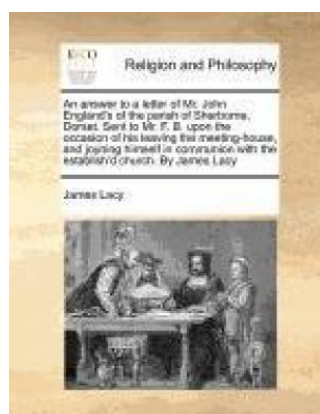 ECCO
Religion and Philosophy
An answer to a letter of Mr. John
England's of the parish of Sherborne,
Dorset. Sent to Mr. F. B. upon the
occasion of his leaving the meeting-house,
and joyning himself in communion with the
establish'd church. By James Lacy
James Lacy